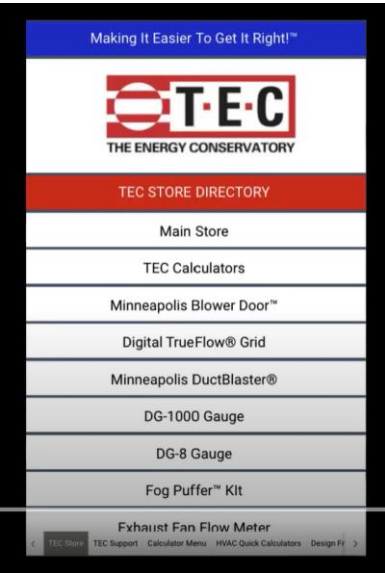 Making It Easier To Get It Right!™
T·E·C
THE ENERGY CONSERVATORY
TEC STORE DIRECTORY
Main Store
TEC Calculators
Minneapolis Blower Door™
Digital TrueFlow® Grid
Minneapolis DuctBlaster®
DG-1000 Gauge
DG-8 Gauge
Fog Puffer™ KIt
Exhaust Fan Flow Meter
< TEC Store TEC Support Calculator Menu HVAC Quick Calculators Design Fr >